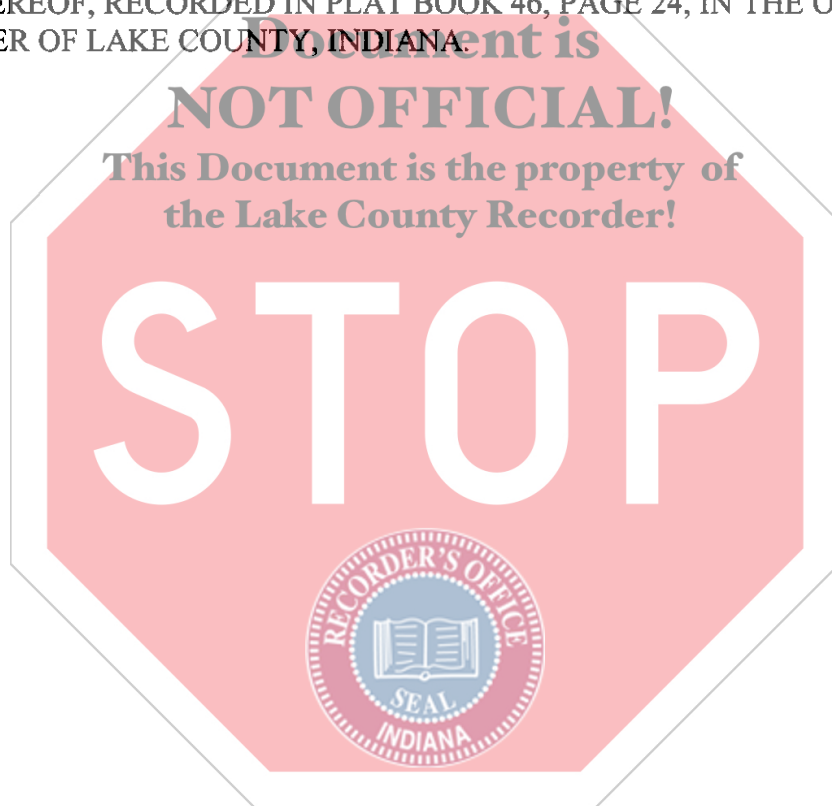 EREOF, RECORDED IN PLAT BOOK 46, PAGE 24, IN THE O
ER OF LAKE COUNTY, INDIANA.
Document is
NOT OFFICIAL!
This Document is the property of
the Lake County Recorder!
STOP
RECORDER'S OFFICE
SEAL
INDIANA